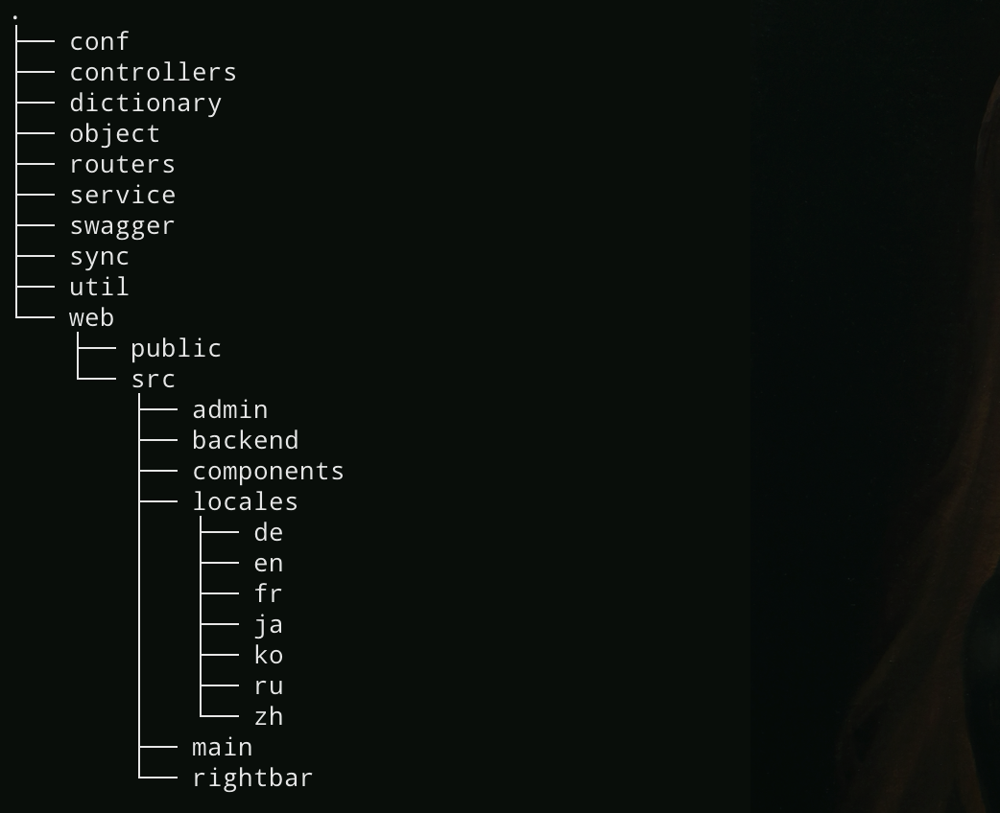 .
├── conf
├── controllers
├── dictionary
├── object
├── routers
├── service
├── swagger
├── sync
├── util
└── web
    ├── public
    └── src
        ├── admin
        ├── backend
        ├── components
        ├── locales
        │   ├── de
        │   ├── en
        │   ├── fr
        │   ├── ja
        │   ├── ko
        │   ├── ru
        │   └── zh
        ├── main
        └── rightbar